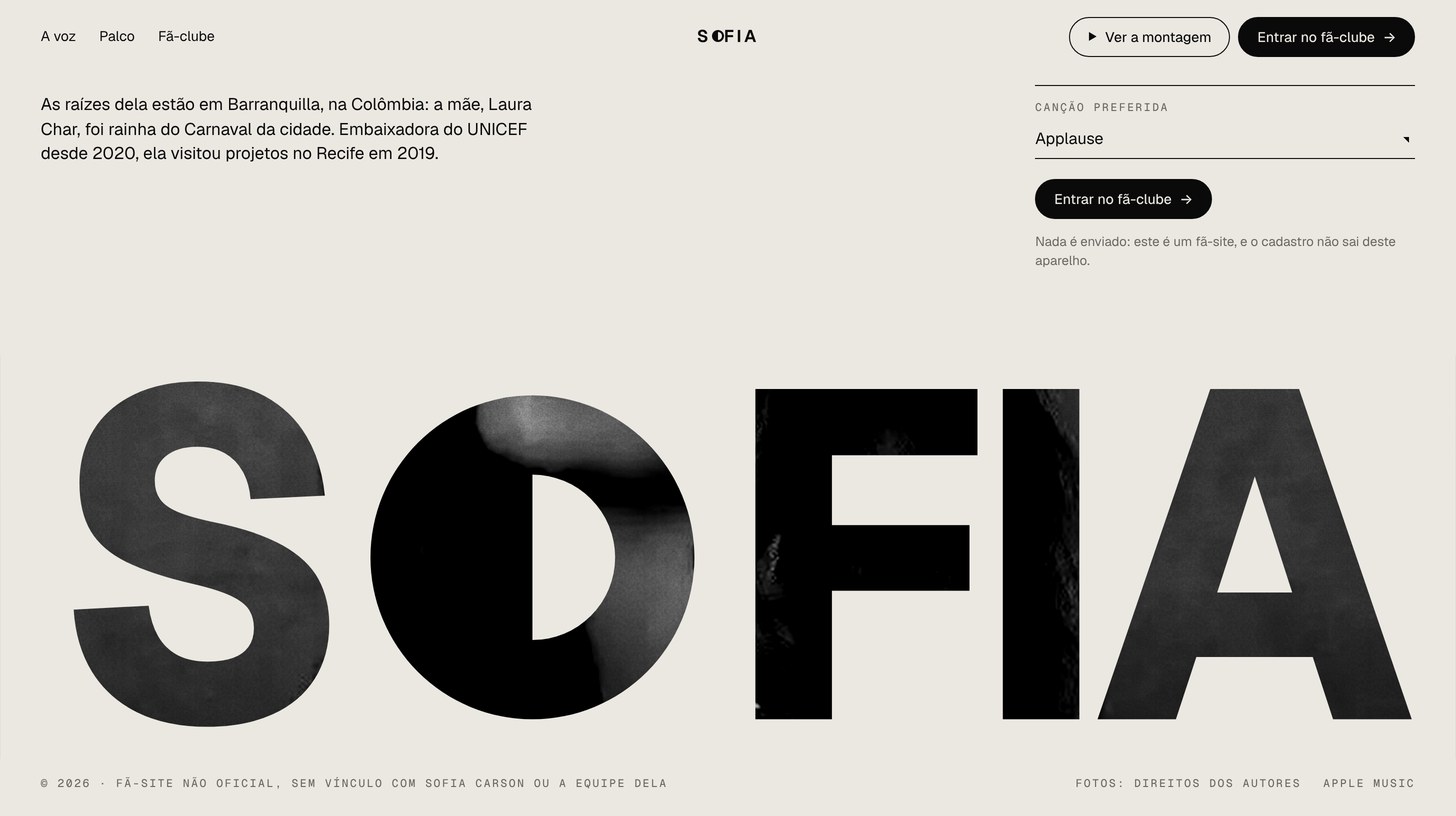 A voz
Palco
Fã-clube
SOFIA
Ver a montagem
Entrar no fã-clube →
As raízes dela estão em Barranquilla, na Colômbia: a mãe, Laura
Char, foi rainha do Carnaval da cidade. Embaixadora do UNICEF
desde 2020, ela visitou projetos no Recife em 2019.
CANÇÃO PREFERIDA
Applause
Entrar no fã-clube →
Nada é enviado: este é um fã-site, e o cadastro não sai deste
aparelho.
SOFIA
© 2026 · FÃ-SITE NÃO OFICIAL, SEM VÍNCULO COM SOFIA CARSON OU A EQUIPE DELA
FOTOS: DIREITOS DOS AUTORES
APPLE MUSIC